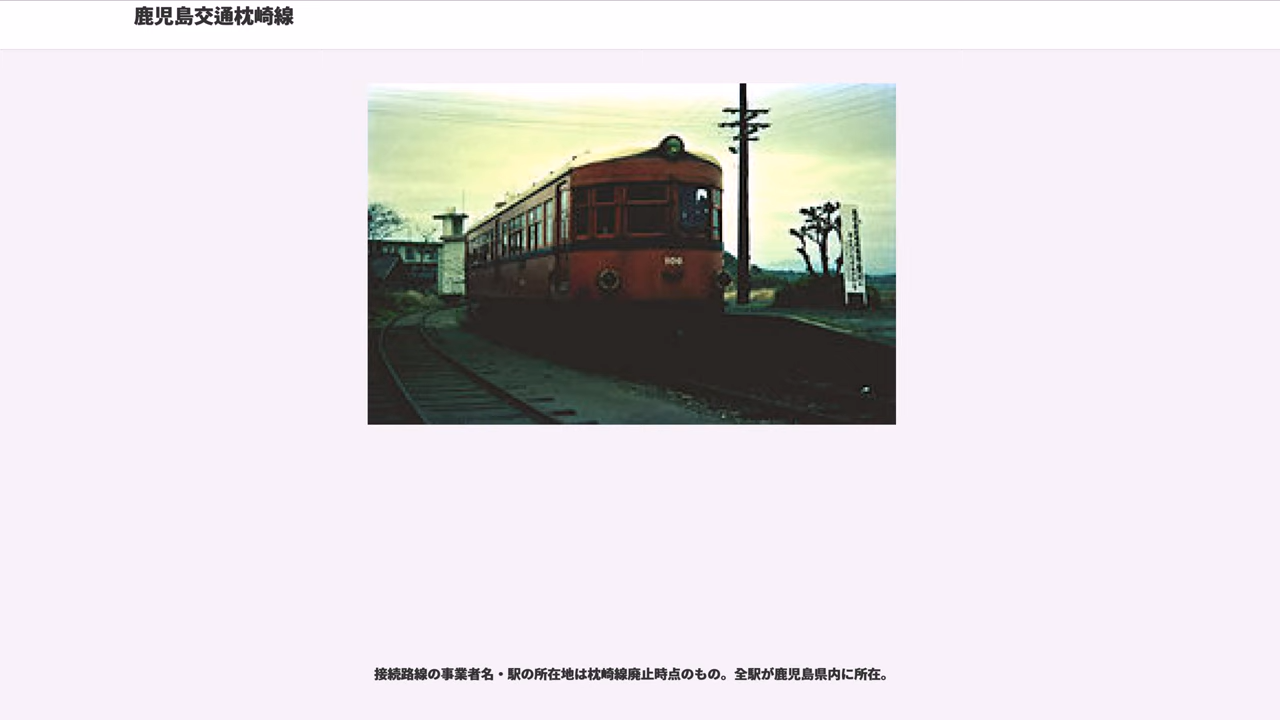 鹿児島交通枕崎線
106
接続路線の事業者名・駅の所在地は枕崎線廃止時点のもの。全駅が鹿児島県内に所在。